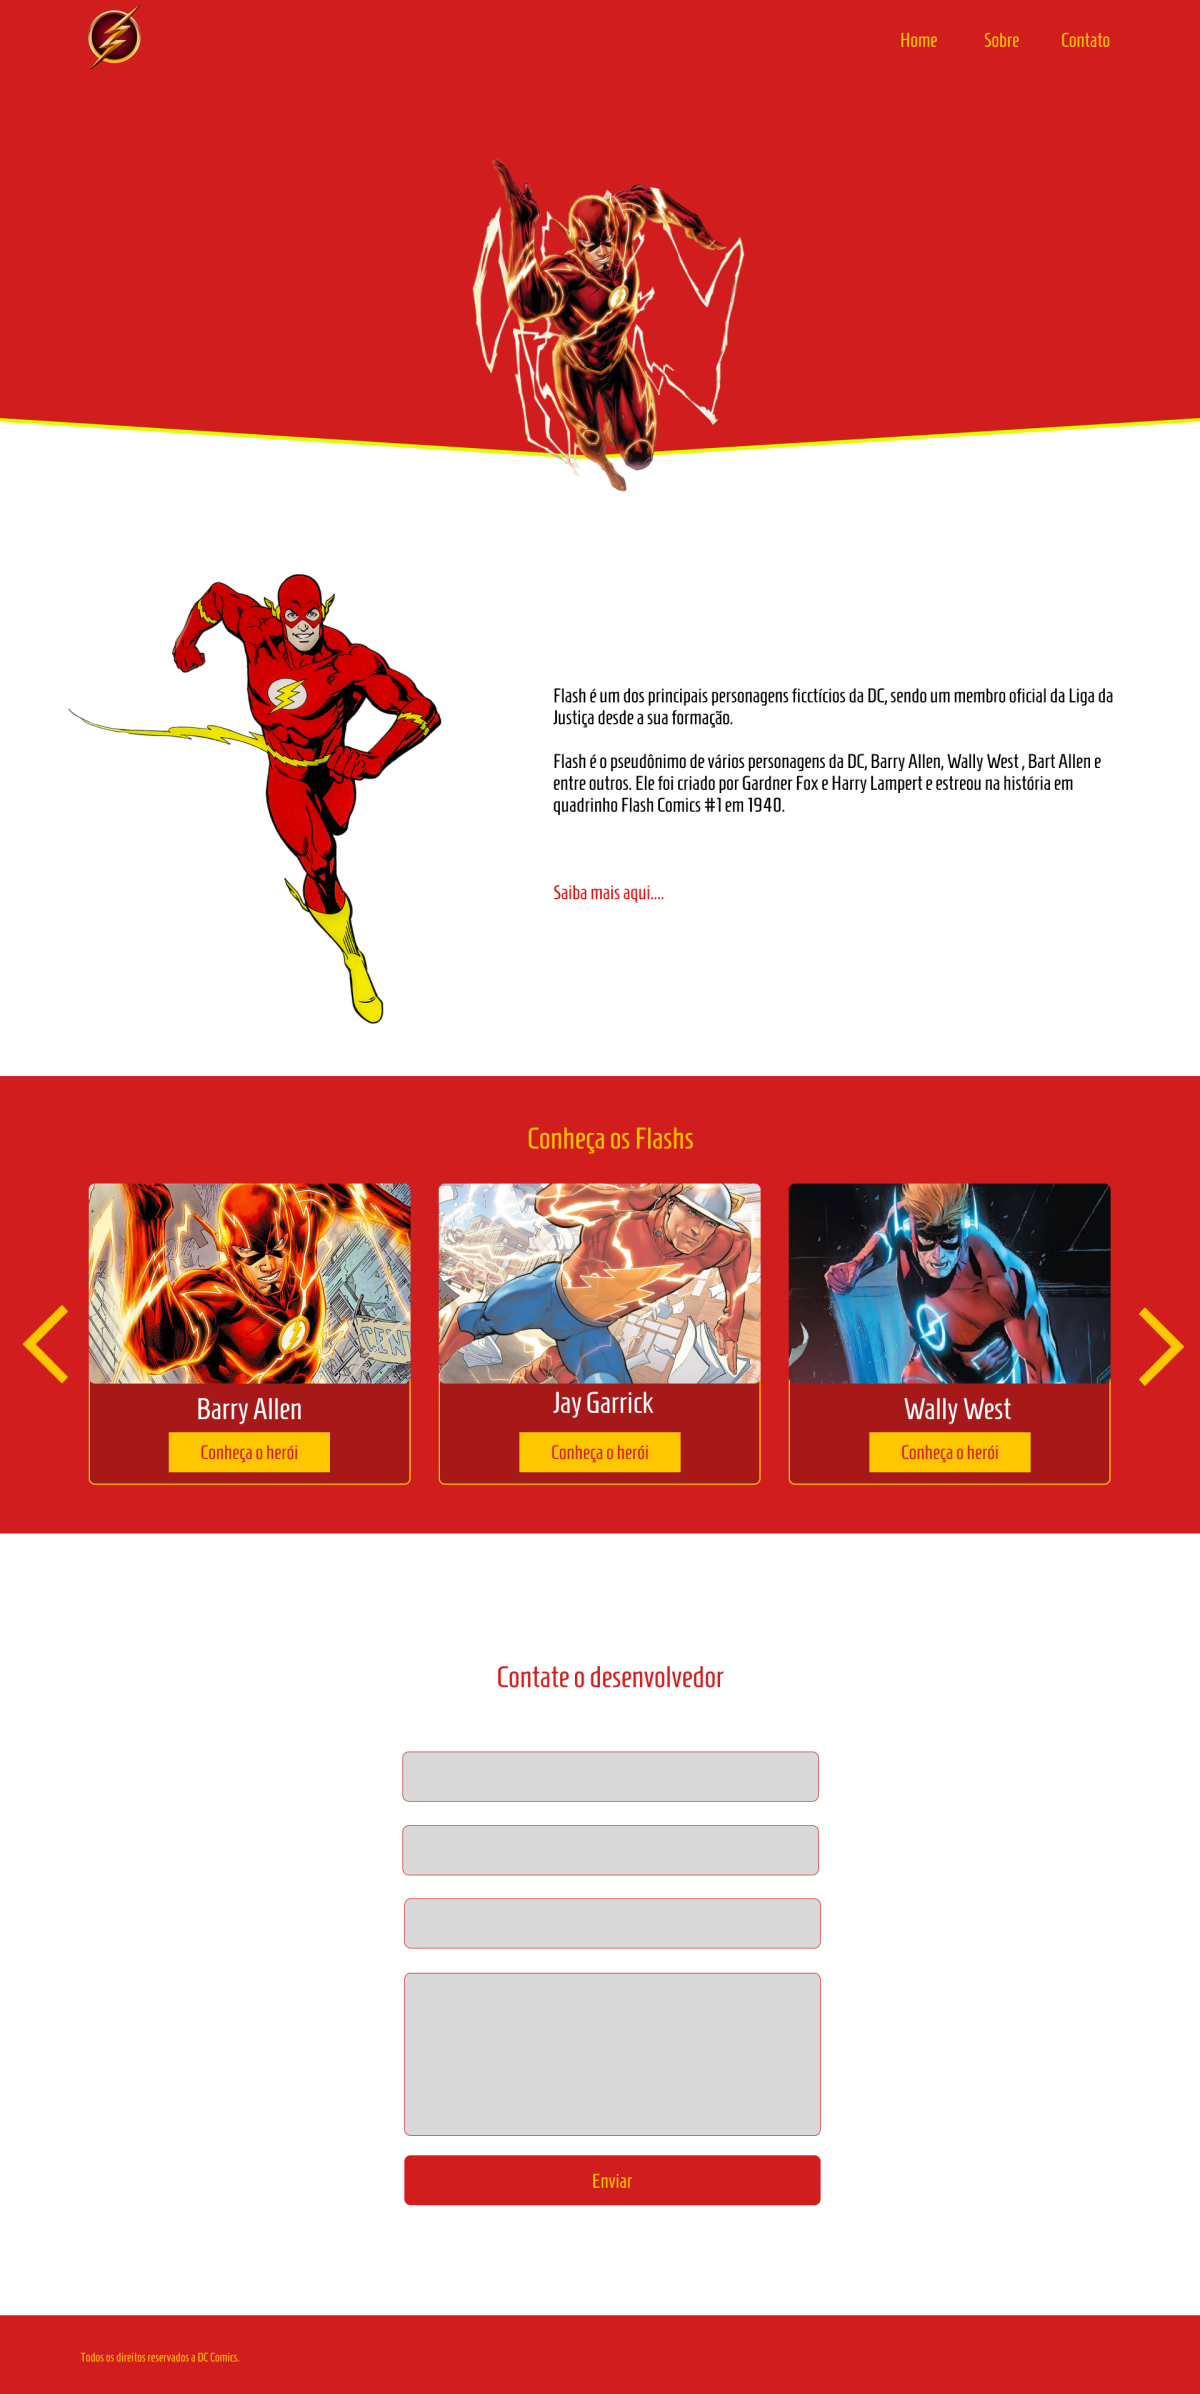 Home Sobre Contato
Flash é um dos principais personagens ficctícios da DC, sendo um membro oficial da Liga da
Justiça desde a sua formação.
Flash é o pseudônimo de vários personagens da DC, Barry Allen, Wally West , Bart Allen e
entre outros. Ele foi criado por Gardner Fox e Harry Lampert e estreou na história em
quadrinho Flash Comics #1 em 1940.
Saiba mais aqui....
Conheça os Flashs
CENT
Barry Allen
Conheça o herói
Jay Garrick
Conheça o herói
Wally West
Conheça o herói
Contate o desenvolvedor
Enviar
Todos os direitos reservados a DC Comics.